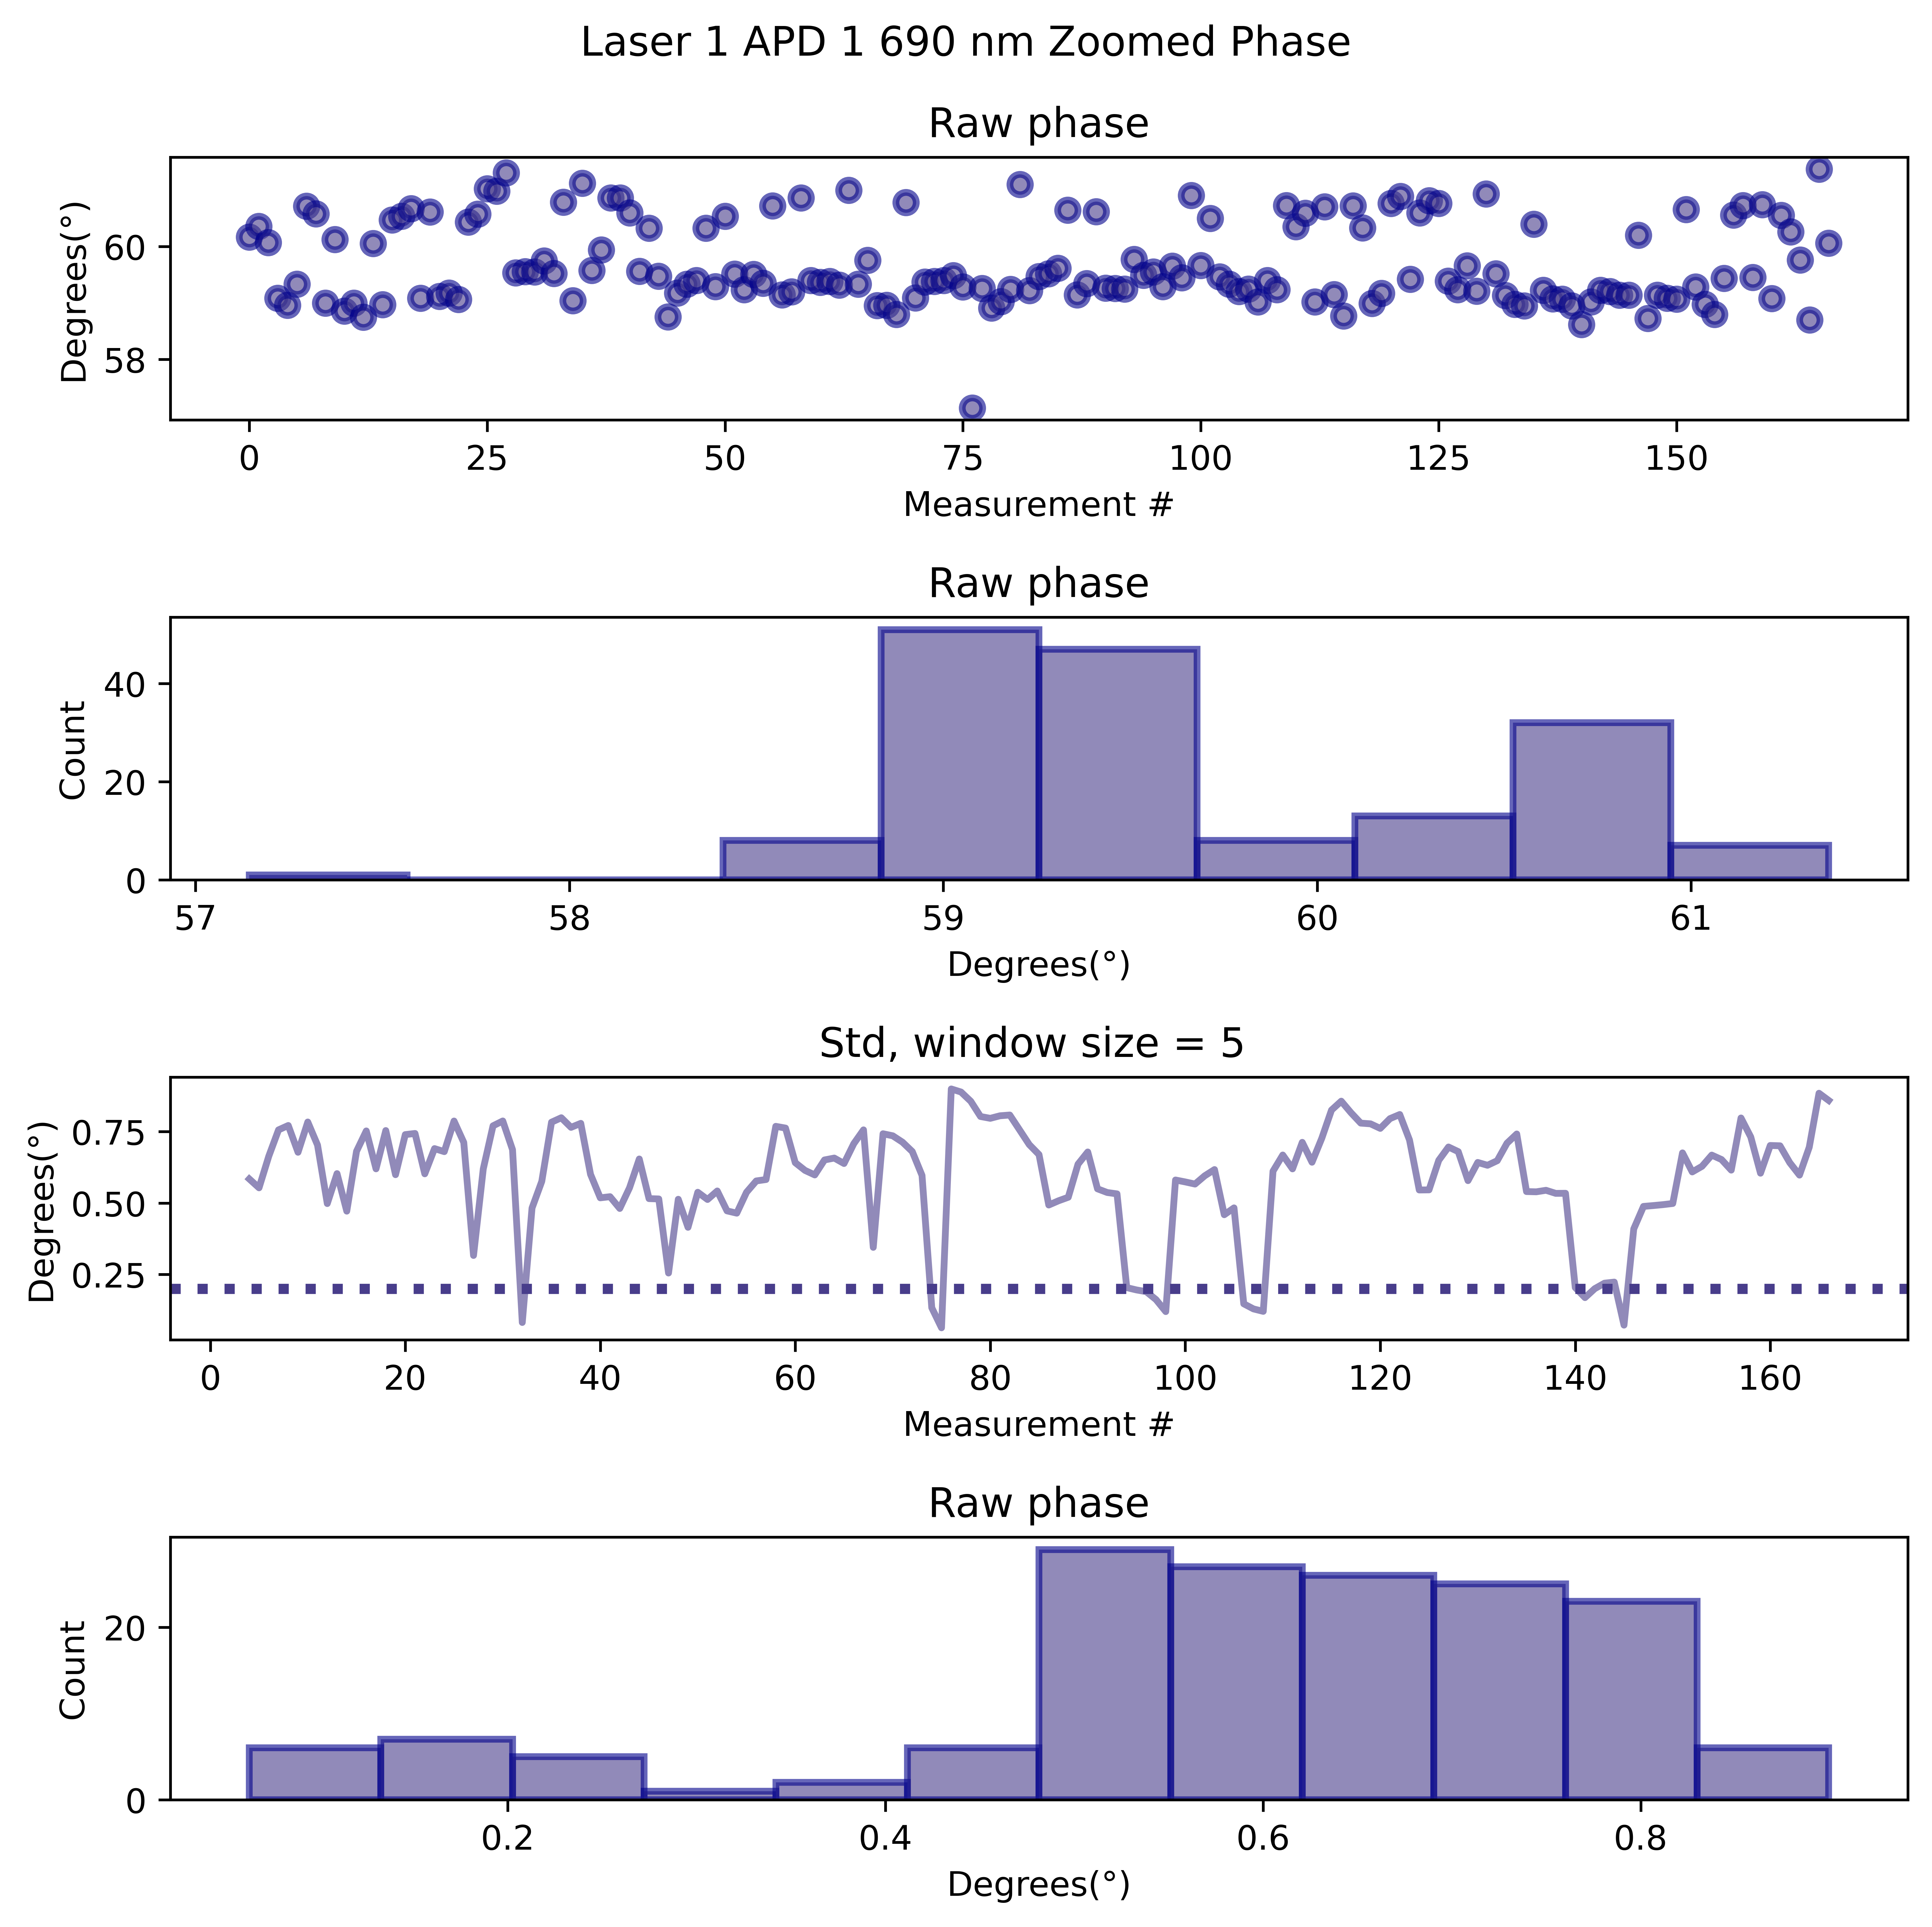 Laser 1 APD 1 690 nm Zoomed Phase
Raw phase
Degrees(°)
60
58
0 25 50 75 100 125 150
Measurement #
Raw phase
Count
40
20
0
57 58 59 60 61
Degrees(°)
Std, window size = 5
Degrees(°)
0.75
0.50
0.25
0 20 40 60 80 100 120 140 160
Measurement #
Raw phase
Count
20
0
0.2 0.4 0.6 0.8
Degrees(°)